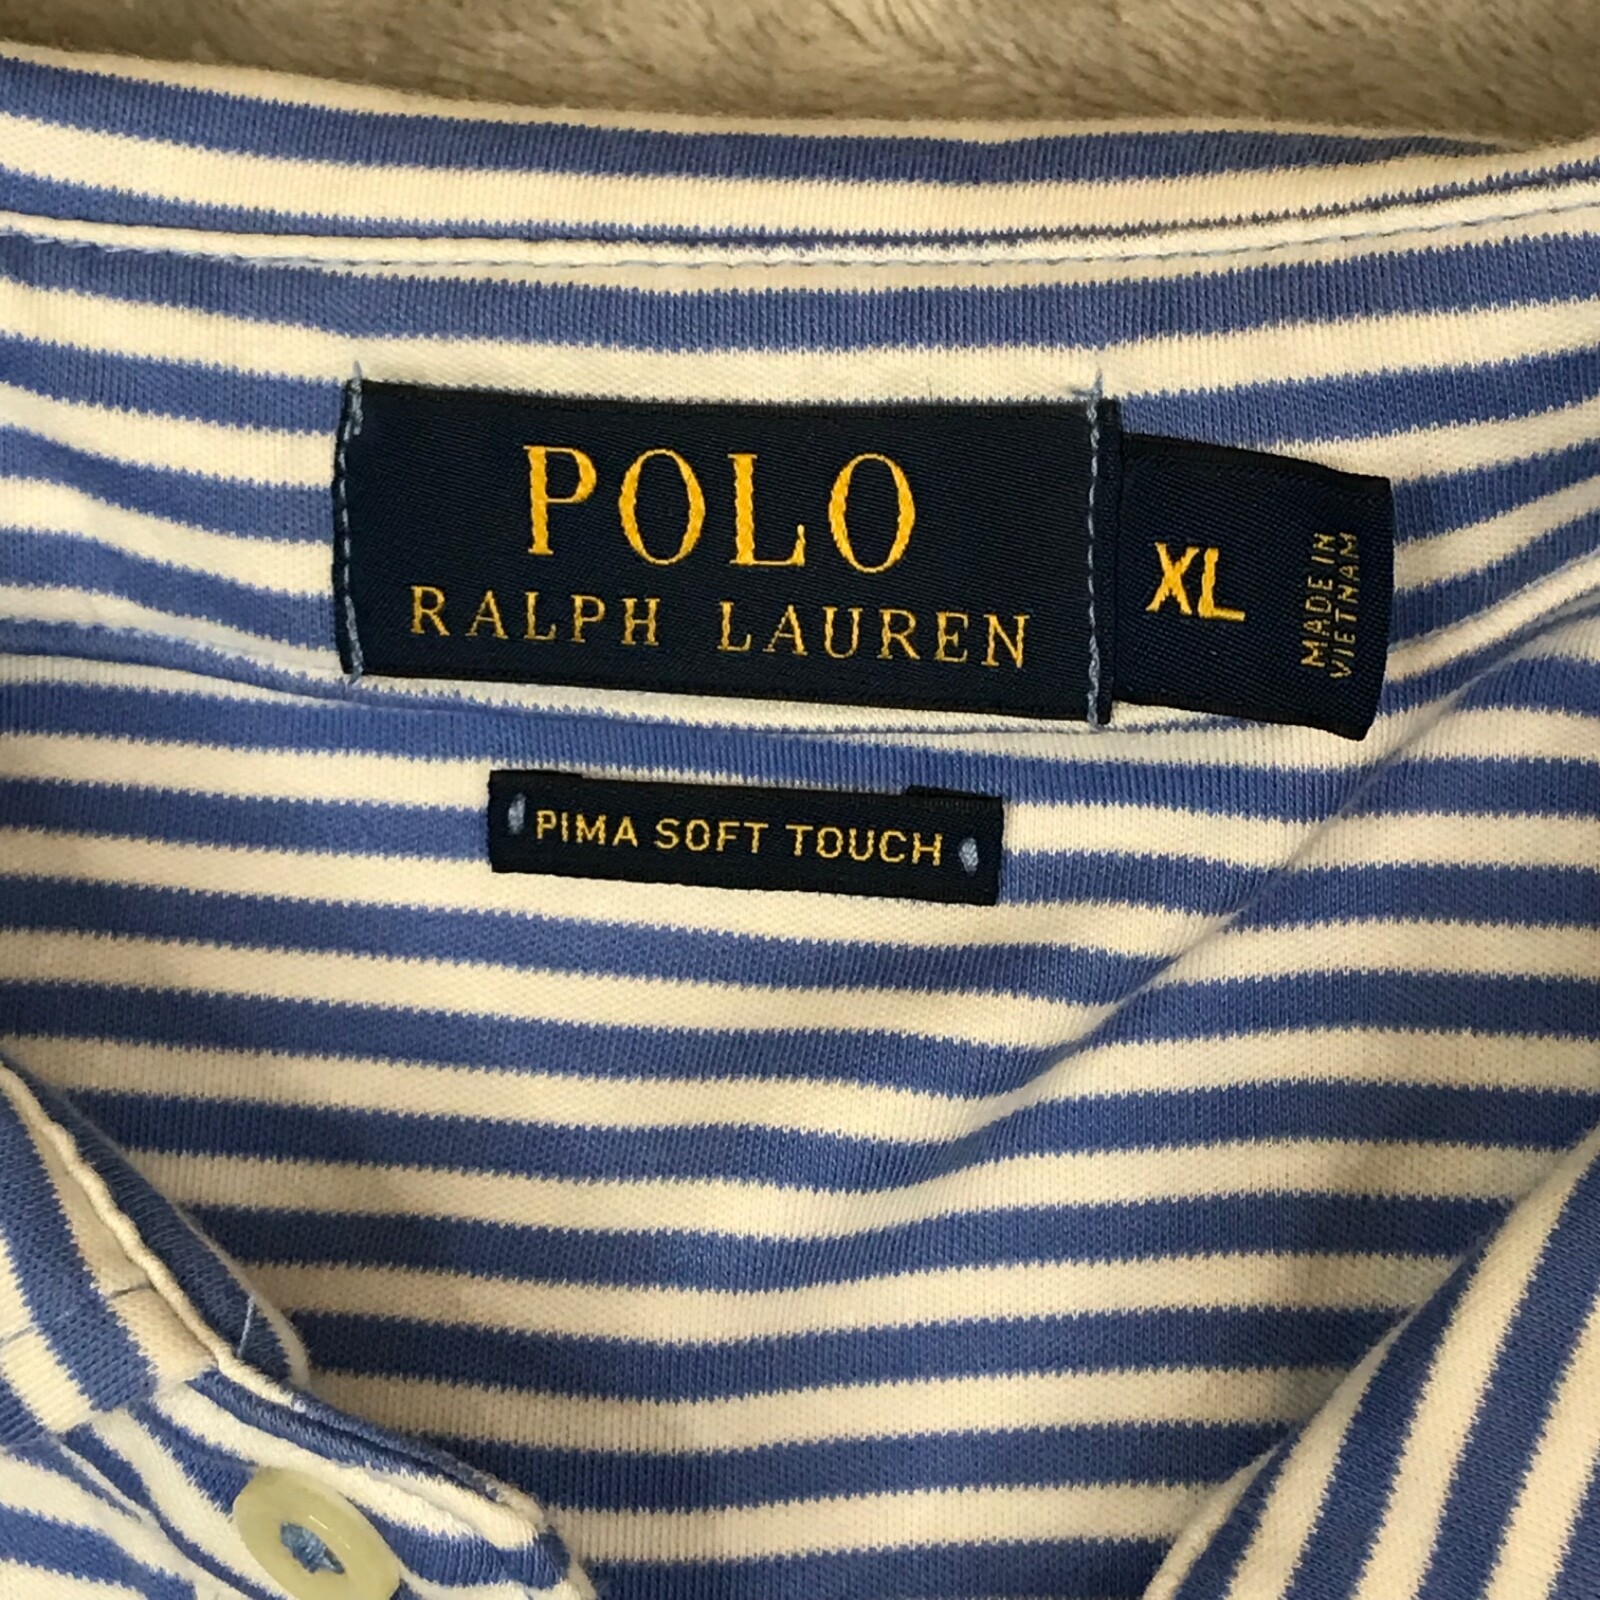 POLO
RALPH LAUREN
XL
MADE IN
VIETNAM
PIMA SOFT TOUCH